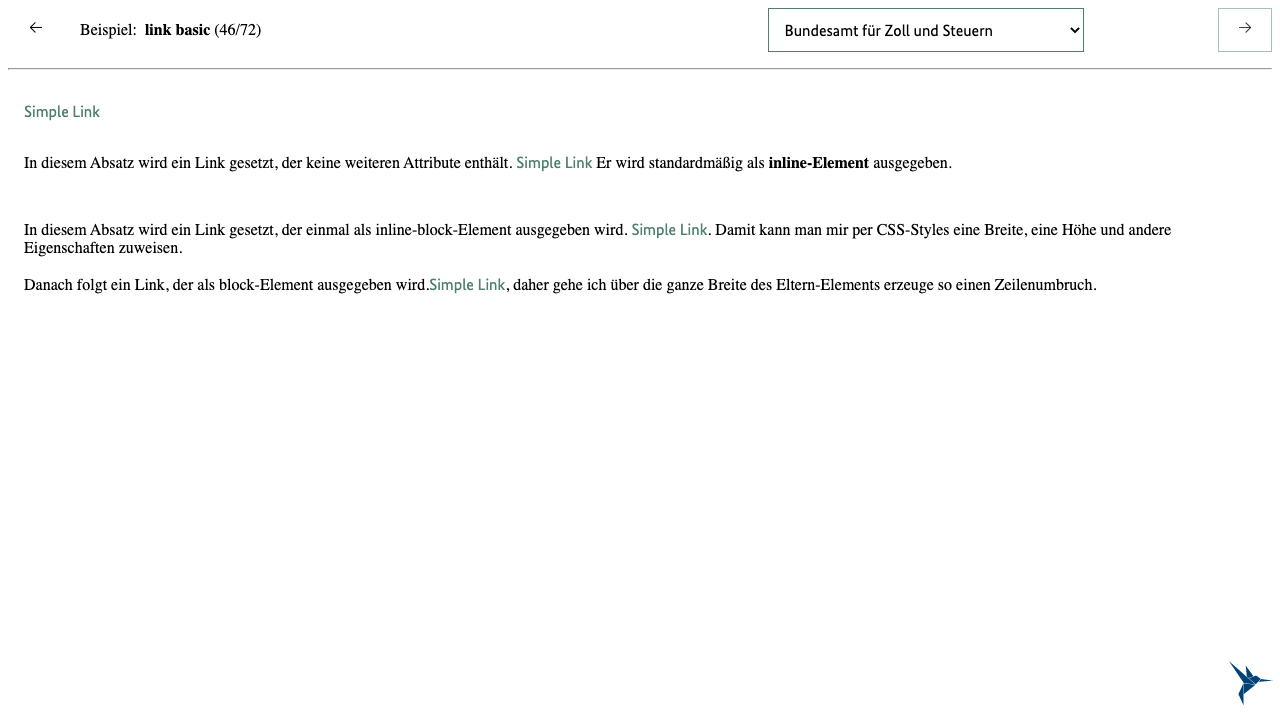 Beispiel: link basic (46/72)
Bundesamt für Zoll und Steuern
Simple Link
In diesem Absatz wird ein Link gesetzt, der keine weiteren Attribute enthält. Simple Link Er wird standardmäßig als inline-Element ausgegeben.
In diesem Absatz wird ein Link gesetzt, der einmal als inline-block-Element ausgegeben wird. Simple Link. Damit kann man mir per CSS-Styles eine Breite, eine Höhe und andere
Eigenschaften zuweisen.
Danach folgt ein Link, der als block-Element ausgegeben wird.Simple Link, daher gehe ich über die ganze Breite des Eltern-Elements erzeuge so einen Zeilenumbruch.